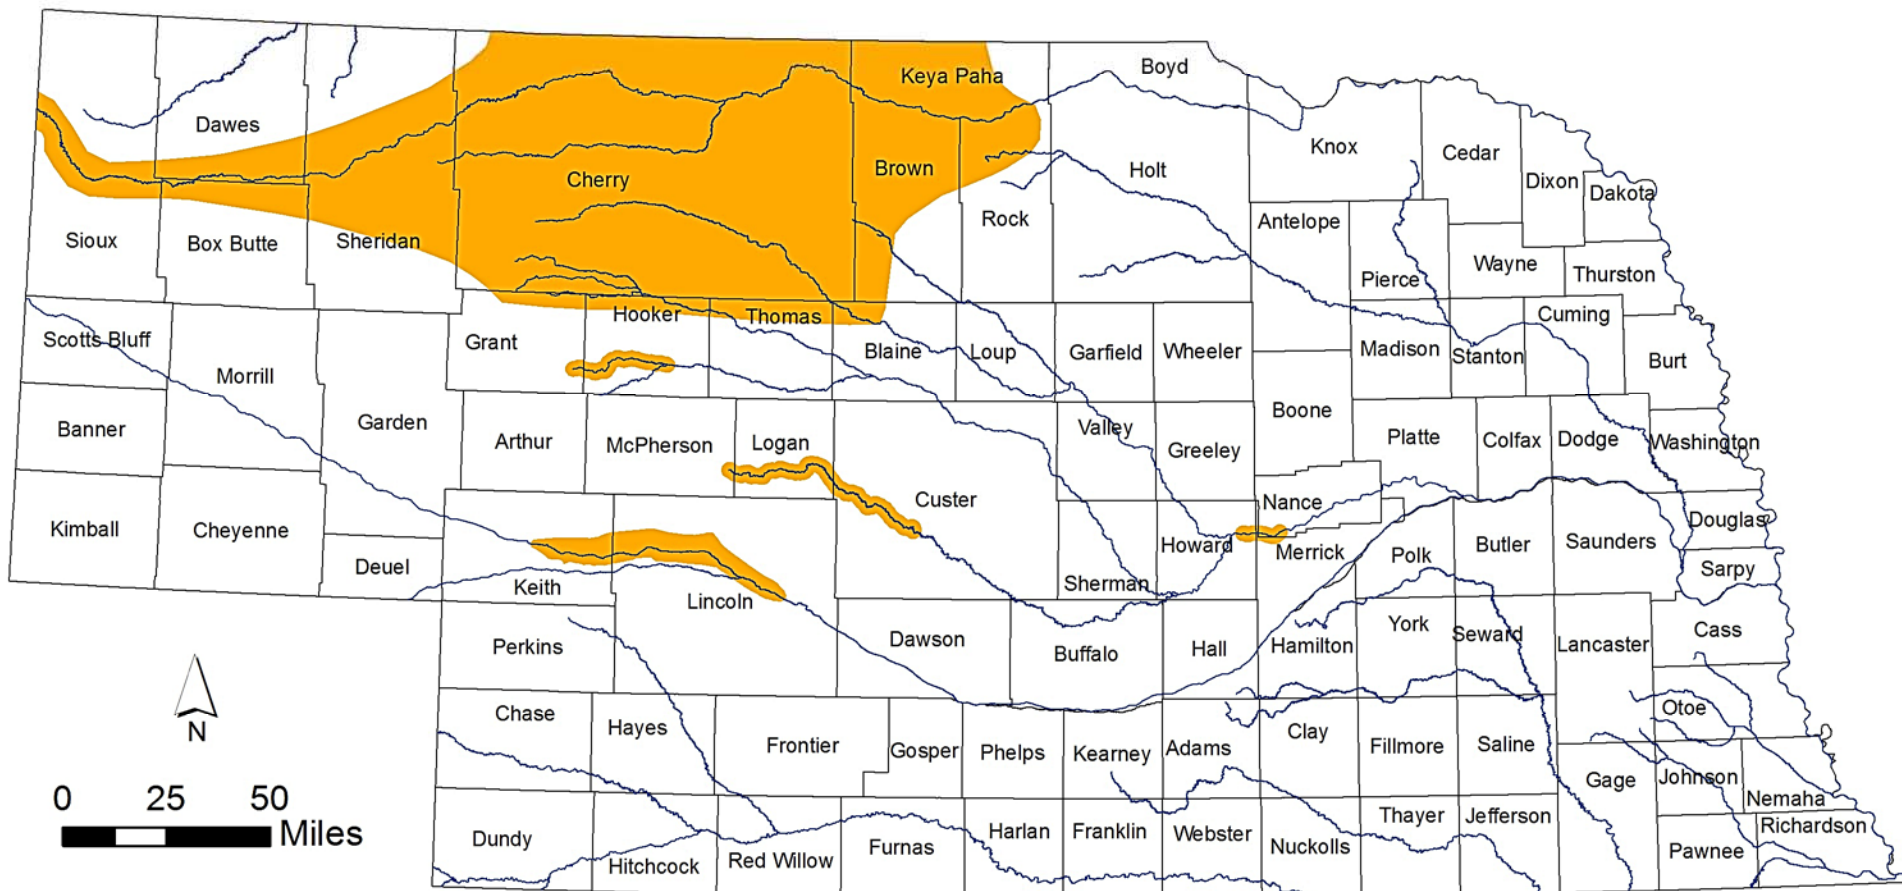 Boyd
Keya Paha
Dawes
Knox
Cedar
Brown
Holt
Cherry
Dixon
Dakota
Rock
Antelope
Sioux
Box Butte
Sheridan
Wayne
Pierce
Thurston
Hooker
Thomas
Cuming
Scotts Bluff
Grant
Blaine
Loup
Garfield
Wheeler
Madison
Stanton
Burt
Morrill
Boone
Garden
Banner
Arthur
McPherson
Logan
Valley
Greeley
Platte
Colfax
Dodge
Washington
Custer
Nance
Kimball
Cheyenne
Douglas
Howard
Merrick
Polk
Butler
Saunders
Deuel
Keith
Sherman
Sarpy
Lincoln
Perkins
Dawson
Buffalo
Hall
Hamilton
York
Seward
Lancaster
Cass
N
Chase
Hayes
Frontier
Gosper
Phelps
Kearney
Adams
Clay
Fillmore
Saline
Otoe
Gage
Johnson
Nemaha
0 25 50
Miles
Dundy
Hitchcock
Red Willow
Furnas
Harlan
Franklin
Webster
Nuckolls
Thayer
Jefferson
Pawnee
Richardson